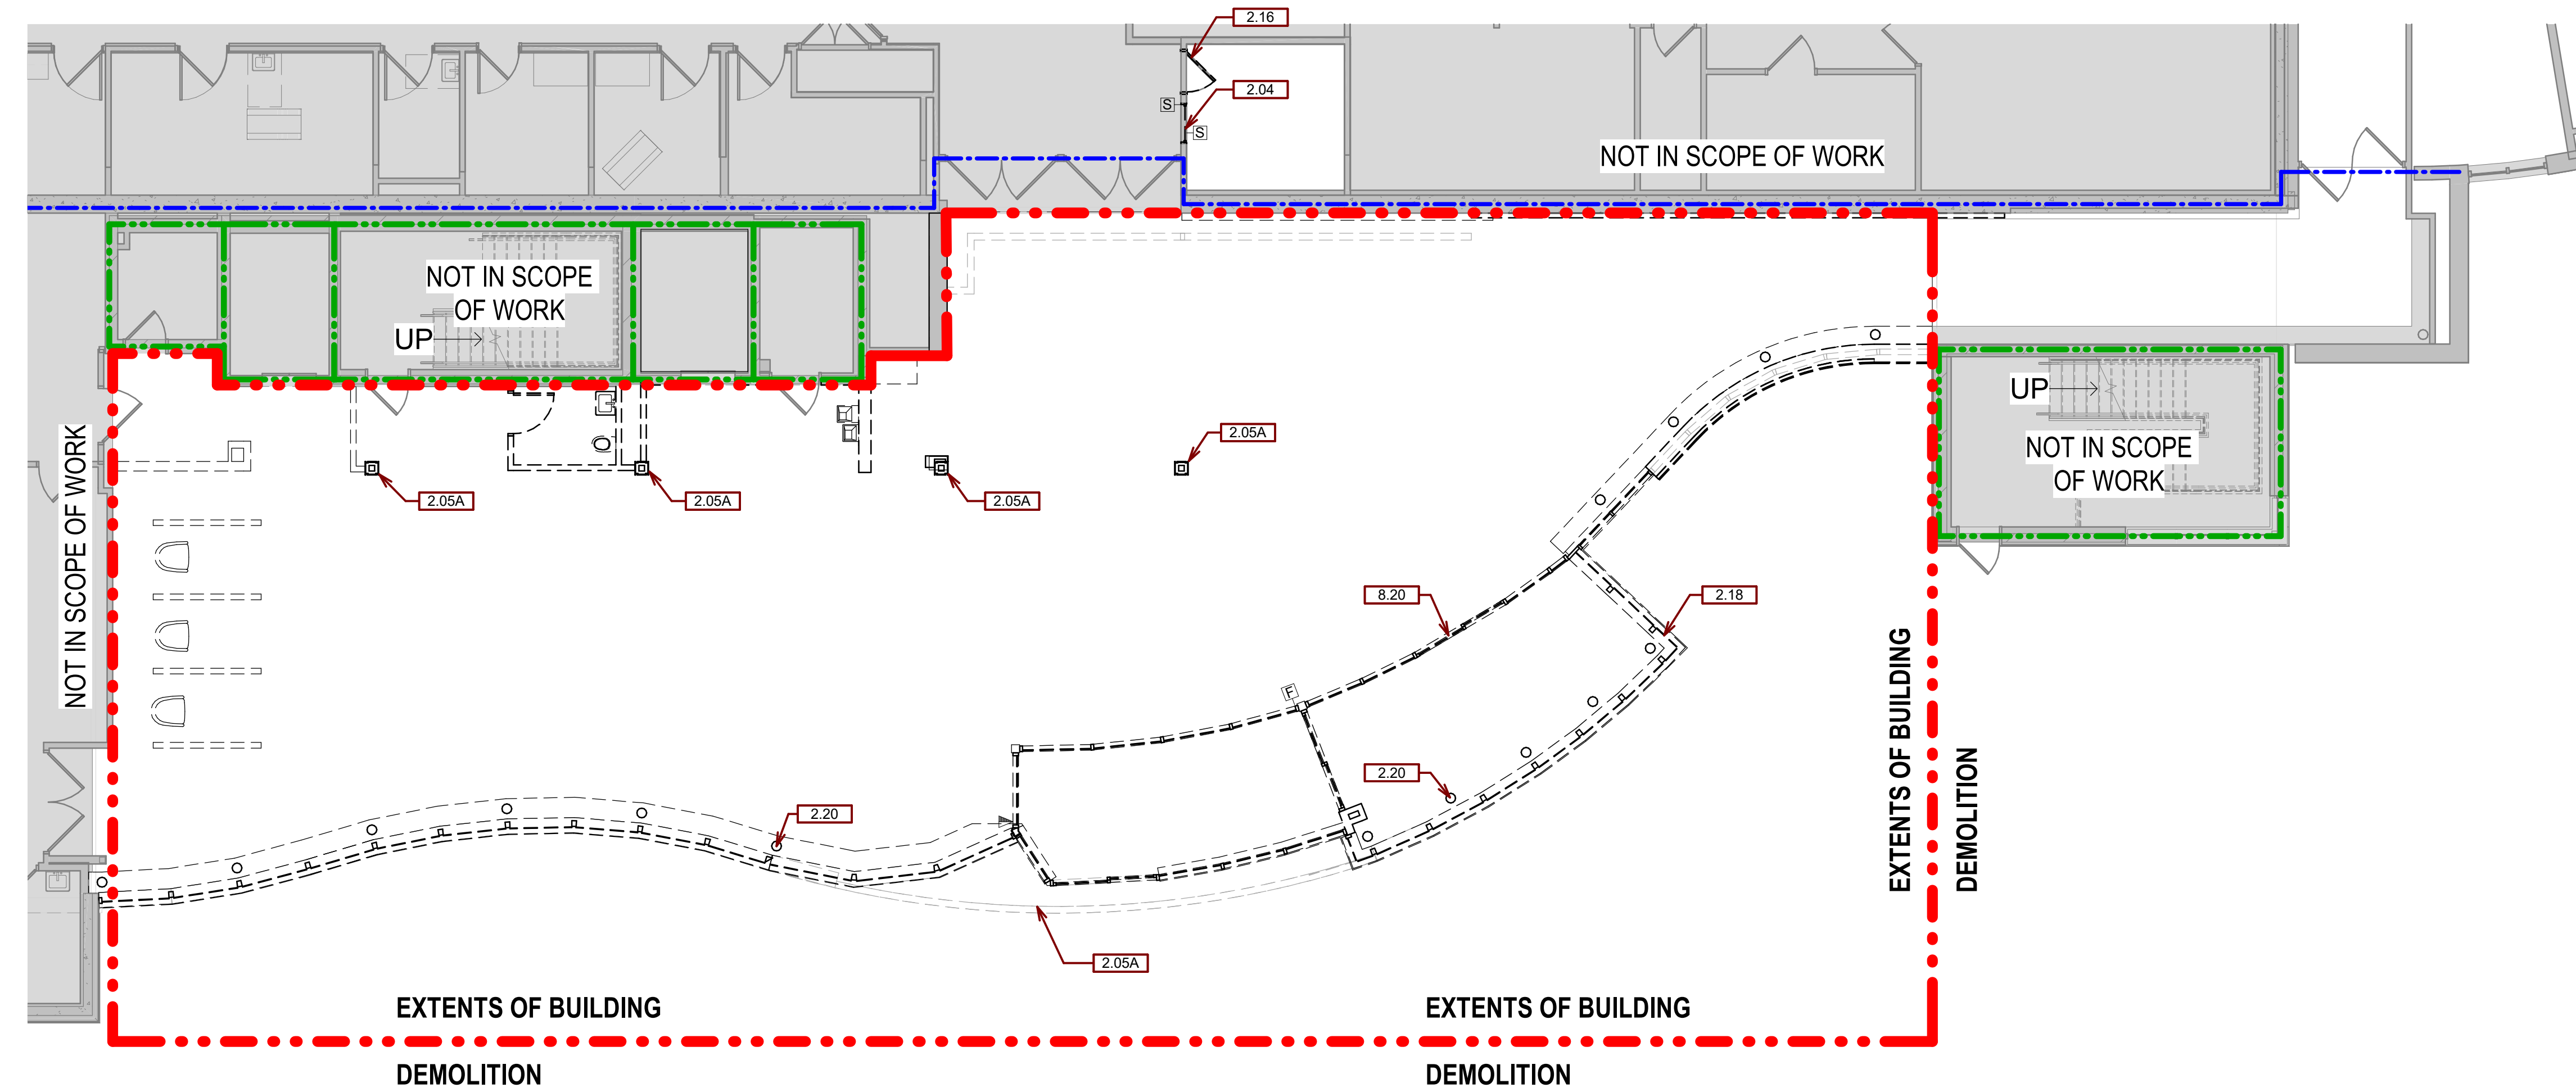 2.16
2.04
S
S
NOT IN SCOPE OF WORK
NOT IN SCOPE
OF WORK
UP
UP
NOT IN SCOPE
OF WORK
NOT IN SCOPE OF WORK
2.05A
2.05A
2.05A
2.05A
8.20
2.18
F
2.20
2.20
EXTENTS OF BUILDING
DEMOLITION
2.05A
EXTENTS OF BUILDING
DEMOLITION
EXTENTS OF BUILDING
DEMOLITION